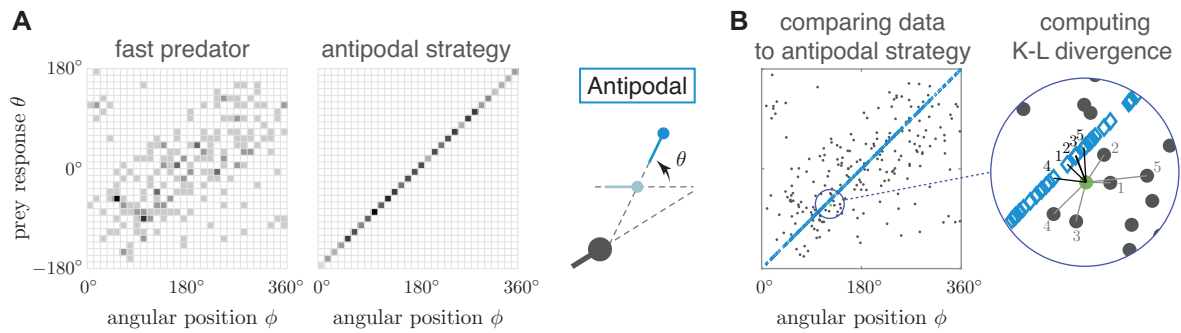 A
fast predator
antipodal strategy
180°
0°
−180°
prey response θ
0°
180°
360°
angular position ϕ
0°
180°
360°
angular position ϕ
Antipodal
θ
B
comparing data
to antipodal strategy
0°
180°
360°
angular position ϕ
computing
K-L divergence
5
3
2
1
4
2
5
1
4
3